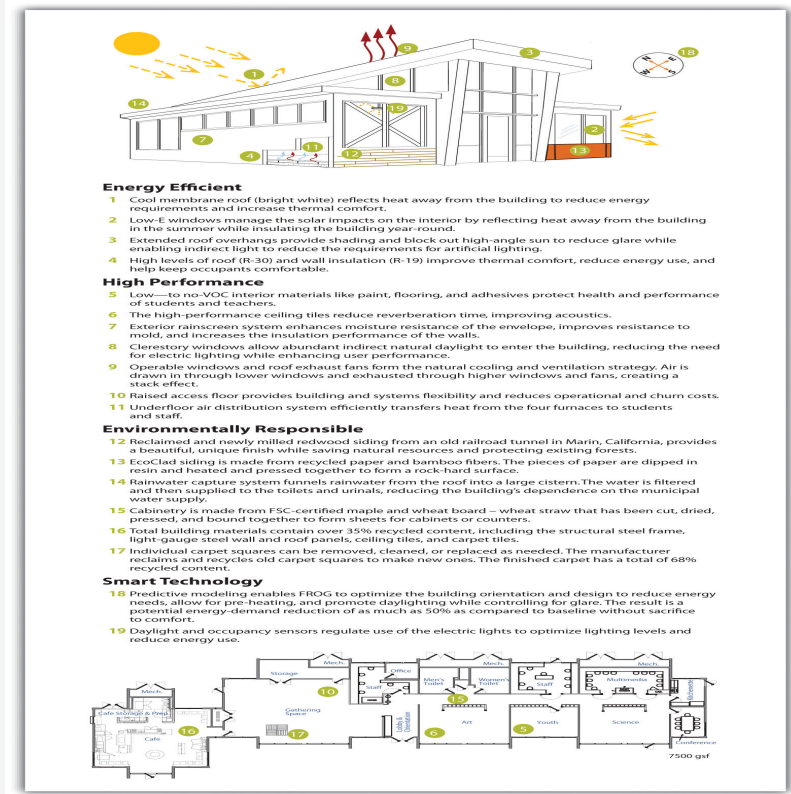 9
3
18
N
E
W
S
1
8
14
19
2
7
11
4
12
13
Energy Efficient
1 Cool membrane roof (bright white) reflects heat away from the building to reduce energy
requirements and increase thermal comfort.
2 Low-E windows manage the solar impacts on the interior by reflecting heat away from the building
in the summer while insulating the building year-round.
3 Extended roof overhangs provide shading and block out high-angle sun to reduce glare while
enabling indirect light to reduce the requirements for artificial lighting.
4 High levels of roof (R-30) and wall insulation (R-19) improve thermal comfort, reduce energy use, and
help keep occupants comfortable.
High Performance
5 Low—to no-VOC interior materials like paint, flooring, and adhesives protect health and performance
of students and teachers.
6 The high-performance ceiling tiles reduce reverberation time, improving acoustics.
7 Exterior rainscreen system enhances moisture resistance of the envelope, improves resistance to
mold, and increases the insulation performance of the walls.
8 Clerestory windows allow abundant indirect natural daylight to enter the building, reducing the need
for electric lighting while enhancing user performance.
9 Operable windows and roof exhaust fans form the natural cooling and ventilation strategy. Air is
drawn in through lower windows and exhausted through higher windows and fans, creating a
stack effect.
10 Raised access floor provides building and systems flexibility and reduces operational and churn costs.
11 Underfloor air distribution system efficiently transfers heat from the four furnaces to students
and staff.
Environmentally Responsible
12 Reclaimed and newly milled redwood siding from an old railroad tunnel in Marin, California, provides
a beautiful, unique finish while saving natural resources and protecting existing forests.
13 EcoClad siding is made from recycled paper and bamboo fibers. The pieces of paper are dipped in
resin and heated and pressed together to form a rock-hard surface.
14 Rainwater capture system funnels rainwater from the roof into a large cistern. The water is filtered
and then supplied to the toilets and urinals, reducing the building's dependence on the municipal
water supply.
15 Cabinetry is made from FSC-certified maple and wheat board – wheat straw that has been cut, dried,
pressed, and bound together to form sheets for cabinets or counters.
16 Total building materials contain over 35% recycled content, including the structural steel frame,
light-gauge steel wall and roof panels, ceiling tiles, and carpet tiles.
17 Individual carpet squares can be removed, cleaned, or replaced as needed. The manufacturer
reclaims and recycles old carpet squares to make new ones. The finished carpet has a total of 68%
recycled content.
Smart Technology
18 Predictive modeling enables FROG to optimize the building orientation and design to reduce energy
needs, allow for pre-heating, and promote daylighting while controlling for glare. The result is a
potential energy-demand reduction of as much as 50% as compared to baseline without sacrifice
to comfort.
19 Daylight and occupancy sensors regulate use of the electric lights to optimize lighting levels and
reduce energy use.
Mech.
Mech.
Mech.
Storage
Office
Men's
Toilet
Women's
Toilet
Staff
Multimedia
Mech.
10
Staff
15
Kitchenette
Cafe Storage & Prep
Gathering
Space
Lobby &
Orientation
Art
Youth
Science
16
17
6
5
Cafe
Conference
7500 gsf